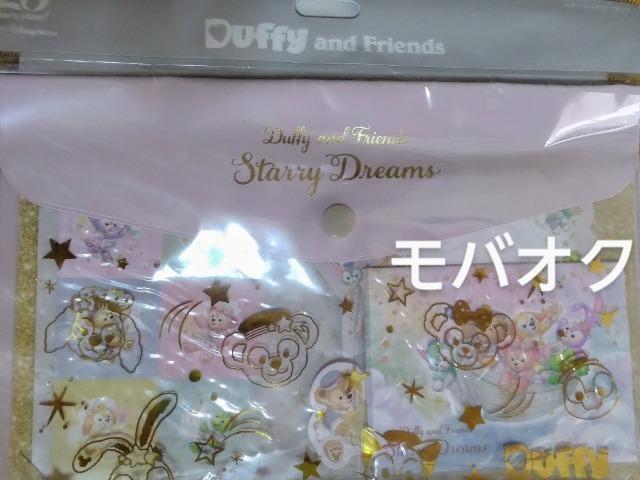 Duffy and Friends
Duffy and Friends
Starry Dreams
モバオク
Duffy and Friends
Dreams
Duffy